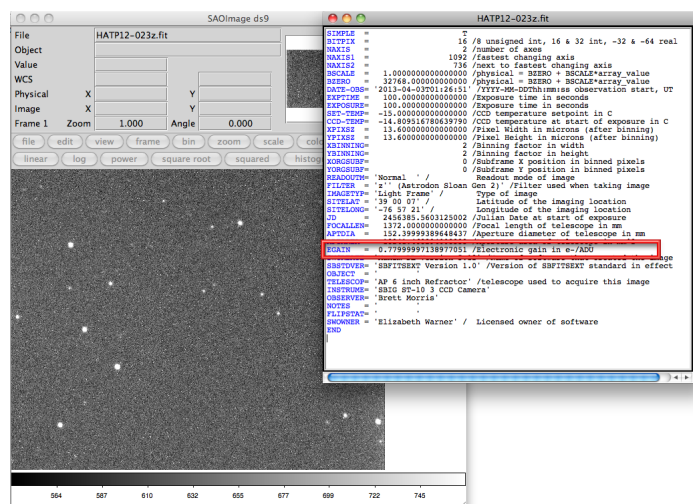 SAOImage ds9
File HATP12-023z.fit
Object
Value
WCS
Physical X Y
Image X Y
Frame 1 Zoom 1.000 Angle 0.000
file edit view frame bin zoom scale
linear log power square root squared
564 587 610 632 655 677 699 722 745
HATP12-023z.fit
SIMPLE = T
BITPIX = 16 /8 unsigned int, 16 & 32 int, -32 & -64 real
NAXIS = 2 /number of axes
NAXIS1 = 1092 /fastest changing axis
NAXIS2 = 736 /next to fastest changing axis
BSCALE = 1.0000000000000000 /physical = BZERO + BSCALE*array_value
BZERO = 32768.000000000000 /physical = BZERO + BSCALE*array_value
DATE-OBS= '2013-04-03T01:26:51' /YYYY-MM-DDThh:mm:ss observation start, UT
EXPTIME = 100.00000000000000 /Exposure time in seconds
EXPOSURE= 100.00000000000000 /Exposure time in seconds
SET-TEMP= -15.000000000000000 /CCD temperature setpoint in C
CCD-TEMP= -14.809516780639790 /CCD temperature at start of exposure in C
XPIXSZ = 13.600000000000000 /Pixel Width in microns (after binning)
YPIXSZ = 13.600000000000000 /Pixel Height in microns (after binning)
XBINNING= 2 /Binning factor in width
YBINNING= 2 /Binning factor in height
XORGSUBF= 0 /Subframe X position in binned pixels
YORGSUBF= 0 /Subframe Y position in binned pixels
READOUTM= 'Normal ' / Readout mode of image
FILTER = 'z'' (Astrodon Sloan Gen 2)' /Filter used when taking image
IMAGETYP= 'Light Frame' / Type of image
SITELAT = '39 00 07' / Latitude of the imaging location
SITELONG= '-76 57 21' / Longitude of the imaging location
JD = 2456385.5603125002 /Julian Date at start of exposure
FOCALLEN= 1372.0000000000000 /Focal length of telescope in mm
APTDIA = 152.39999389648437 /Aperture diameter of telescope in mm
EGAIN = 0.77999997138977051 /Electronic gain in e-/ADU
SBSTDVER= 'SBFITSEXT Version 1.0' /Version of SBFITSEXT standard in effect
OBJECT = ' '
TELESCOP= 'AP 6 inch Refractor' /telescope used to acquire this image
INSTRUME= 'SBIG ST-10 3 CCD Camera'
OBSERVER= 'Brett Morris'
NOTES = ' '
FLIPSTAT= ' '
SWOWNER = 'Elizabeth Warner' / Licensed owner of software
END